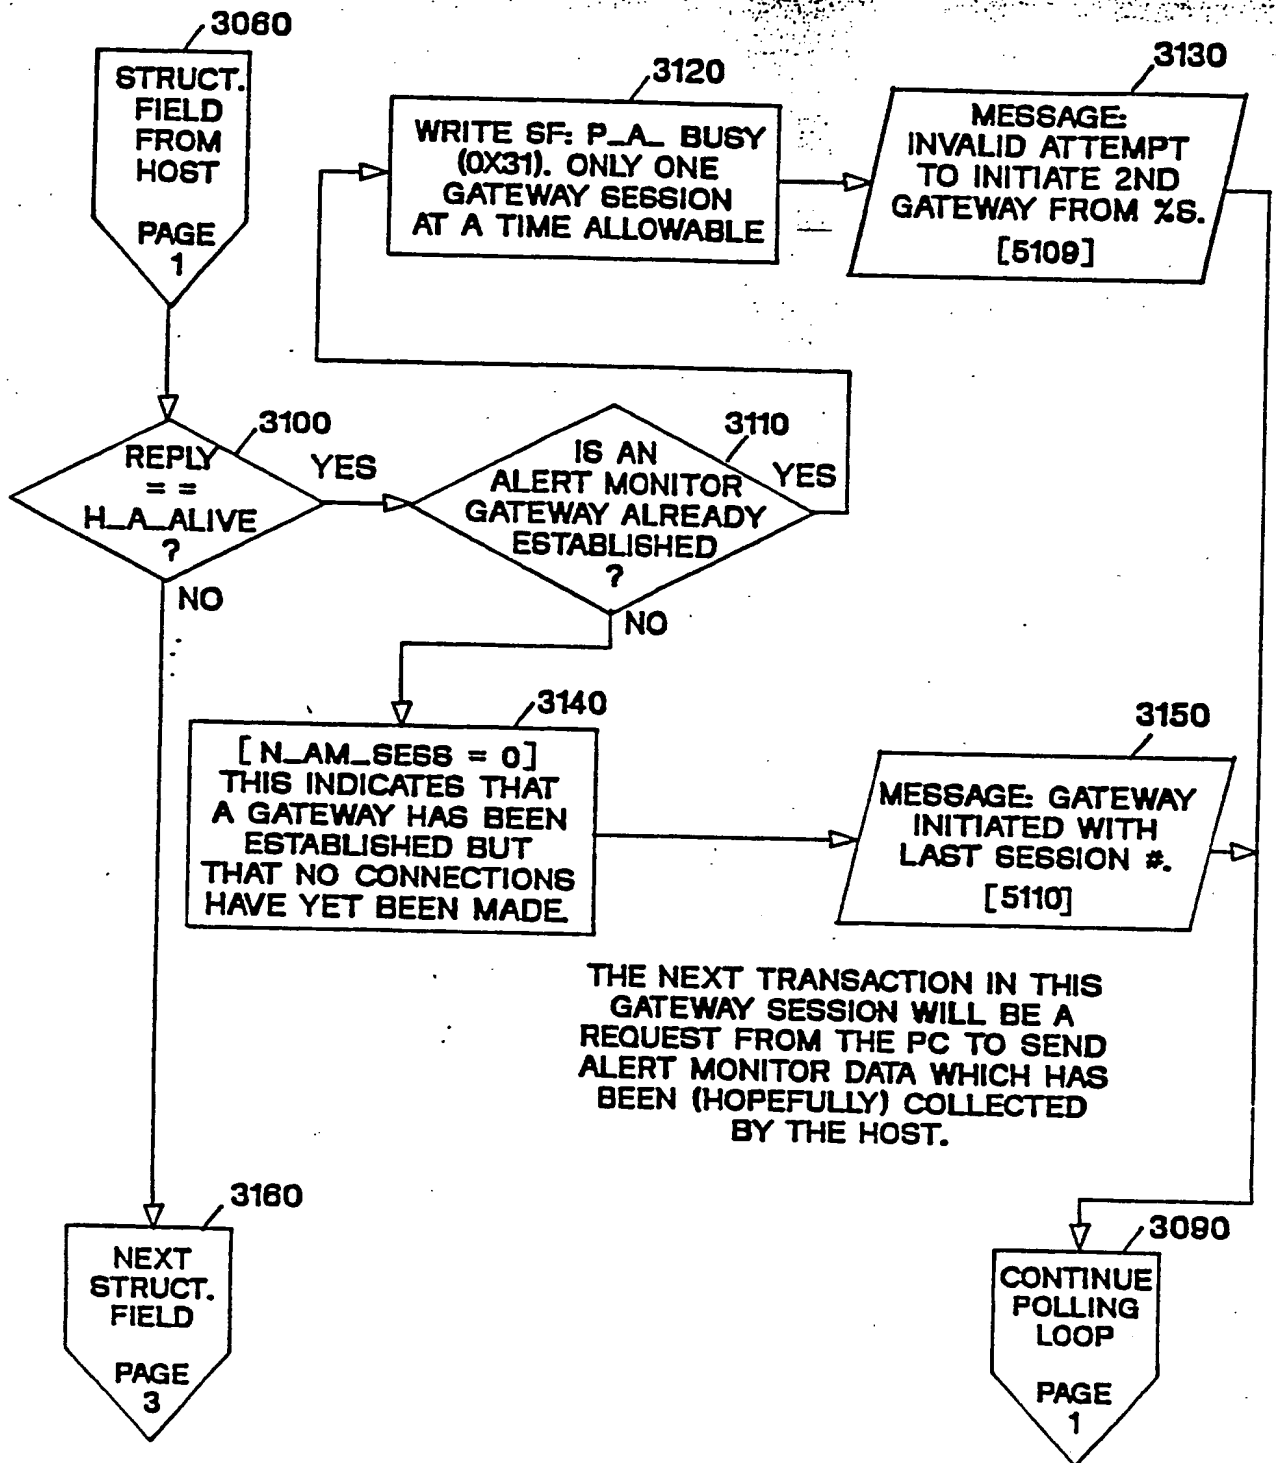 3060
STRUCT.
FIELD
FROM
HOST
PAGE
1
3120
WRITE SF: P_A_ BUSY
(0X31). ONLY ONE
GATEWAY SESSION
AT A TIME ALLOWABLE
3130
MESSAGE:
INVALID ATTEMPT
TO INITIATE 2ND
GATEWAY FROM %S.
[5109]
3100
REPLY
= =
H_A_ALIVE
?
YES
NO
3110
IS AN
ALERT MONITOR
GATEWAY ALREADY
ESTABLISHED
?
YES
NO
3140
[ N_AM_SESS = 0]
THIS INDICATES THAT
A GATEWAY HAS BEEN
ESTABLISHED BUT
THAT NO CONNECTIONS
HAVE YET BEEN MADE.
3150
MESSAGE: GATEWAY
INITIATED WITH
LAST SESSION #.
[5110]
THE NEXT TRANSACTION IN THIS
GATEWAY SESSION WILL BE A
REQUEST FROM THE PC TO SEND
ALERT MONITOR DATA WHICH HAS
BEEN (HOPEFULLY) COLLECTED
BY THE HOST.
3160
NEXT
STRUCT.
FIELD
PAGE
3
3090
CONTINUE
POLLING
LOOP
PAGE
1